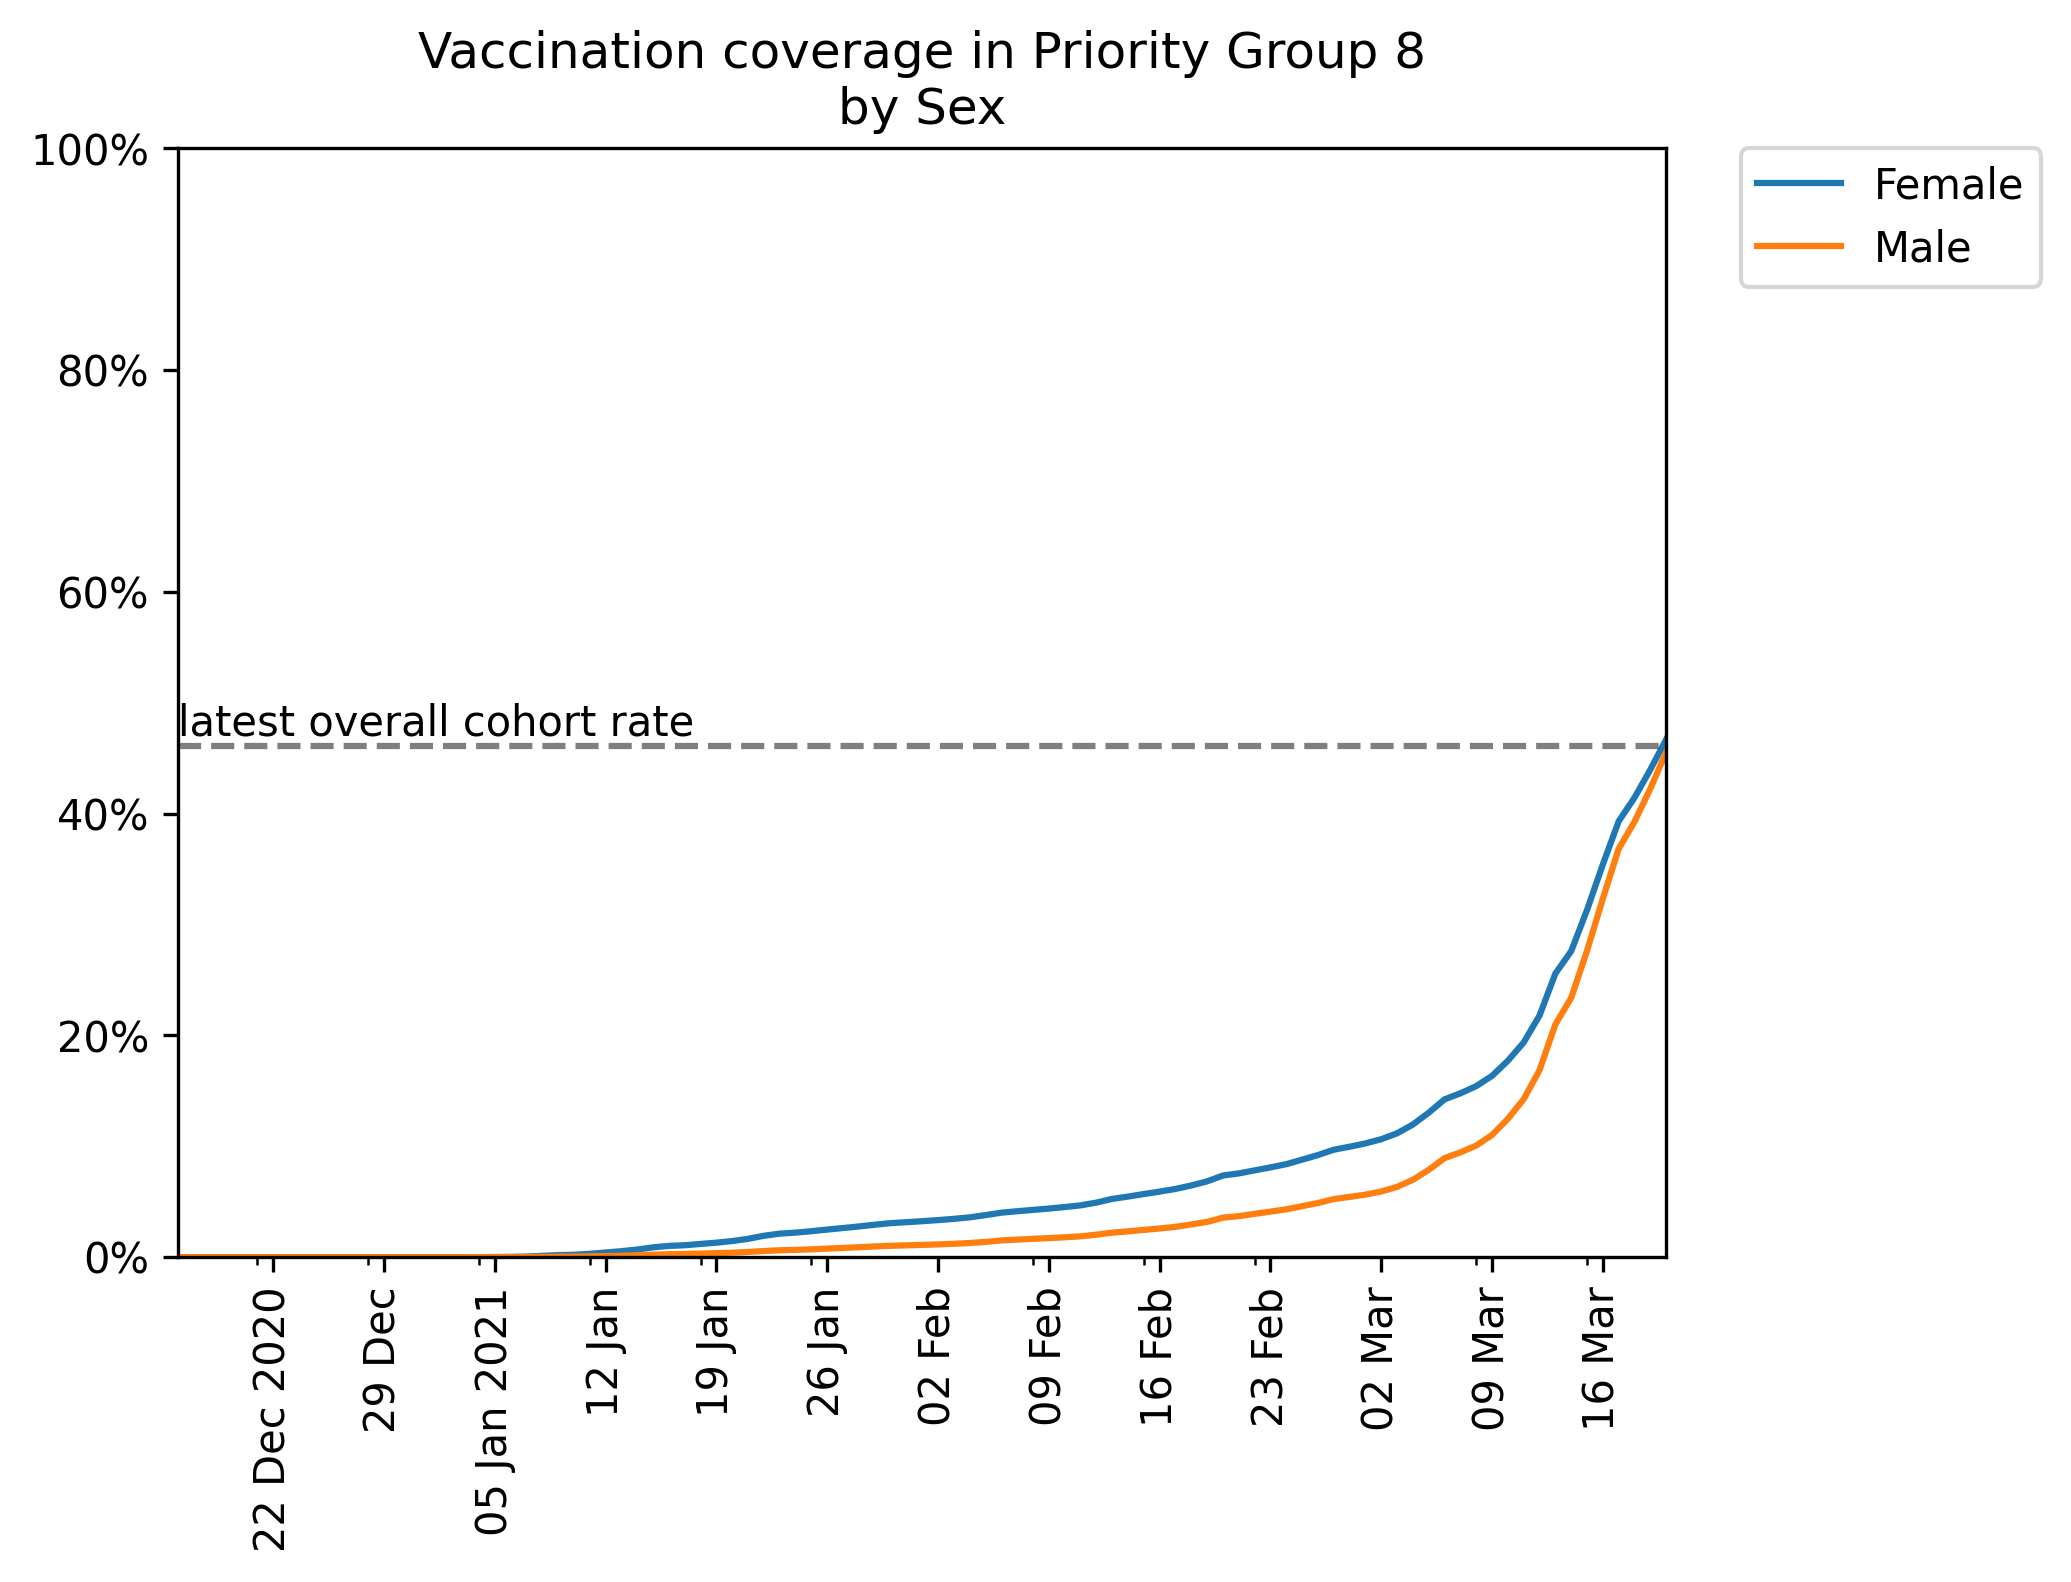 Vaccination coverage in Priority Group 8
by Sex
100%
80%
60%
40%
20%
0%
latest overall cohort rate
Female
Male
22 Dec 2020
29 Dec
05 Jan 2021
12 Jan
19 Jan
26 Jan
02 Feb
09 Feb
16 Feb
23 Feb
02 Mar
09 Mar
16 Mar